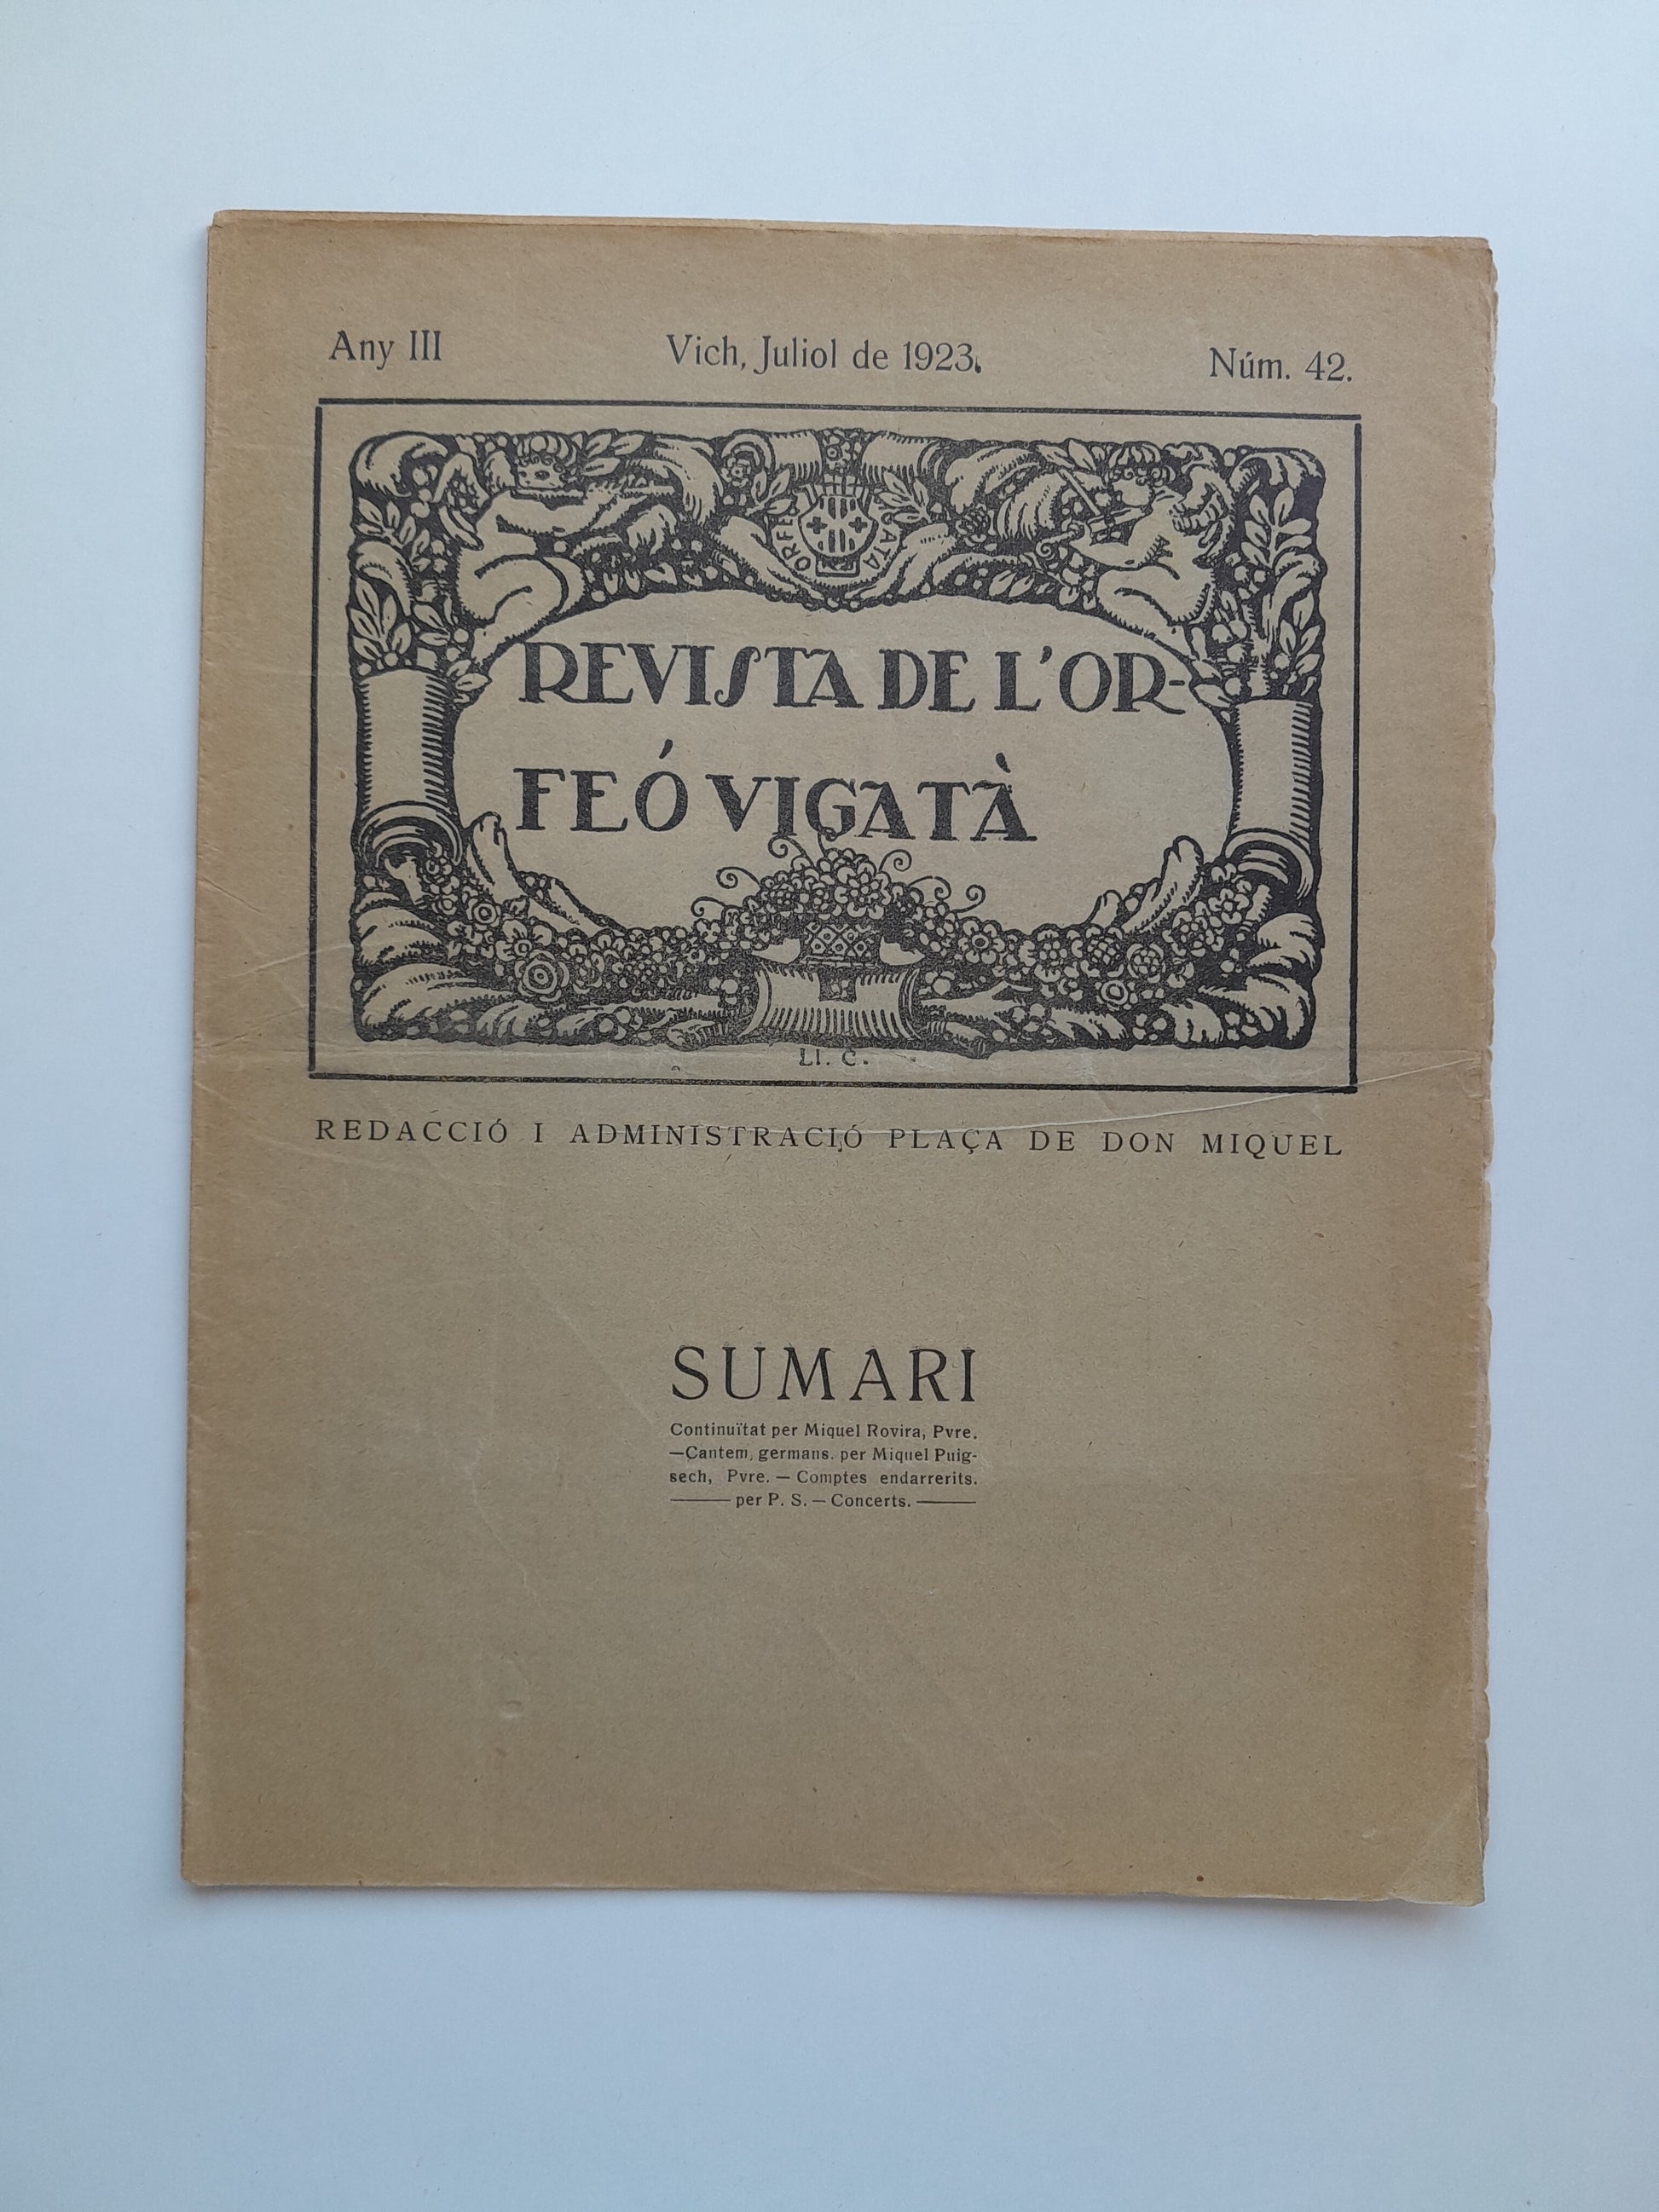 Any III
Vich, Juliol de 1923.
Núm. 42.
REVISTA DE L'OR-
FEÓ VIGATÀ
Ll. C.
REDACCIÓ I ADMINISTRACIÓ PLAÇA DE DON MIQUEL
SUMARI
Continuïtat per Miquel Rovira, Pvre.
—Cantem, germans. per Miquel Puig-
sech, Pvre. — Comptes endarrerits.
per P. S. — Concerts.